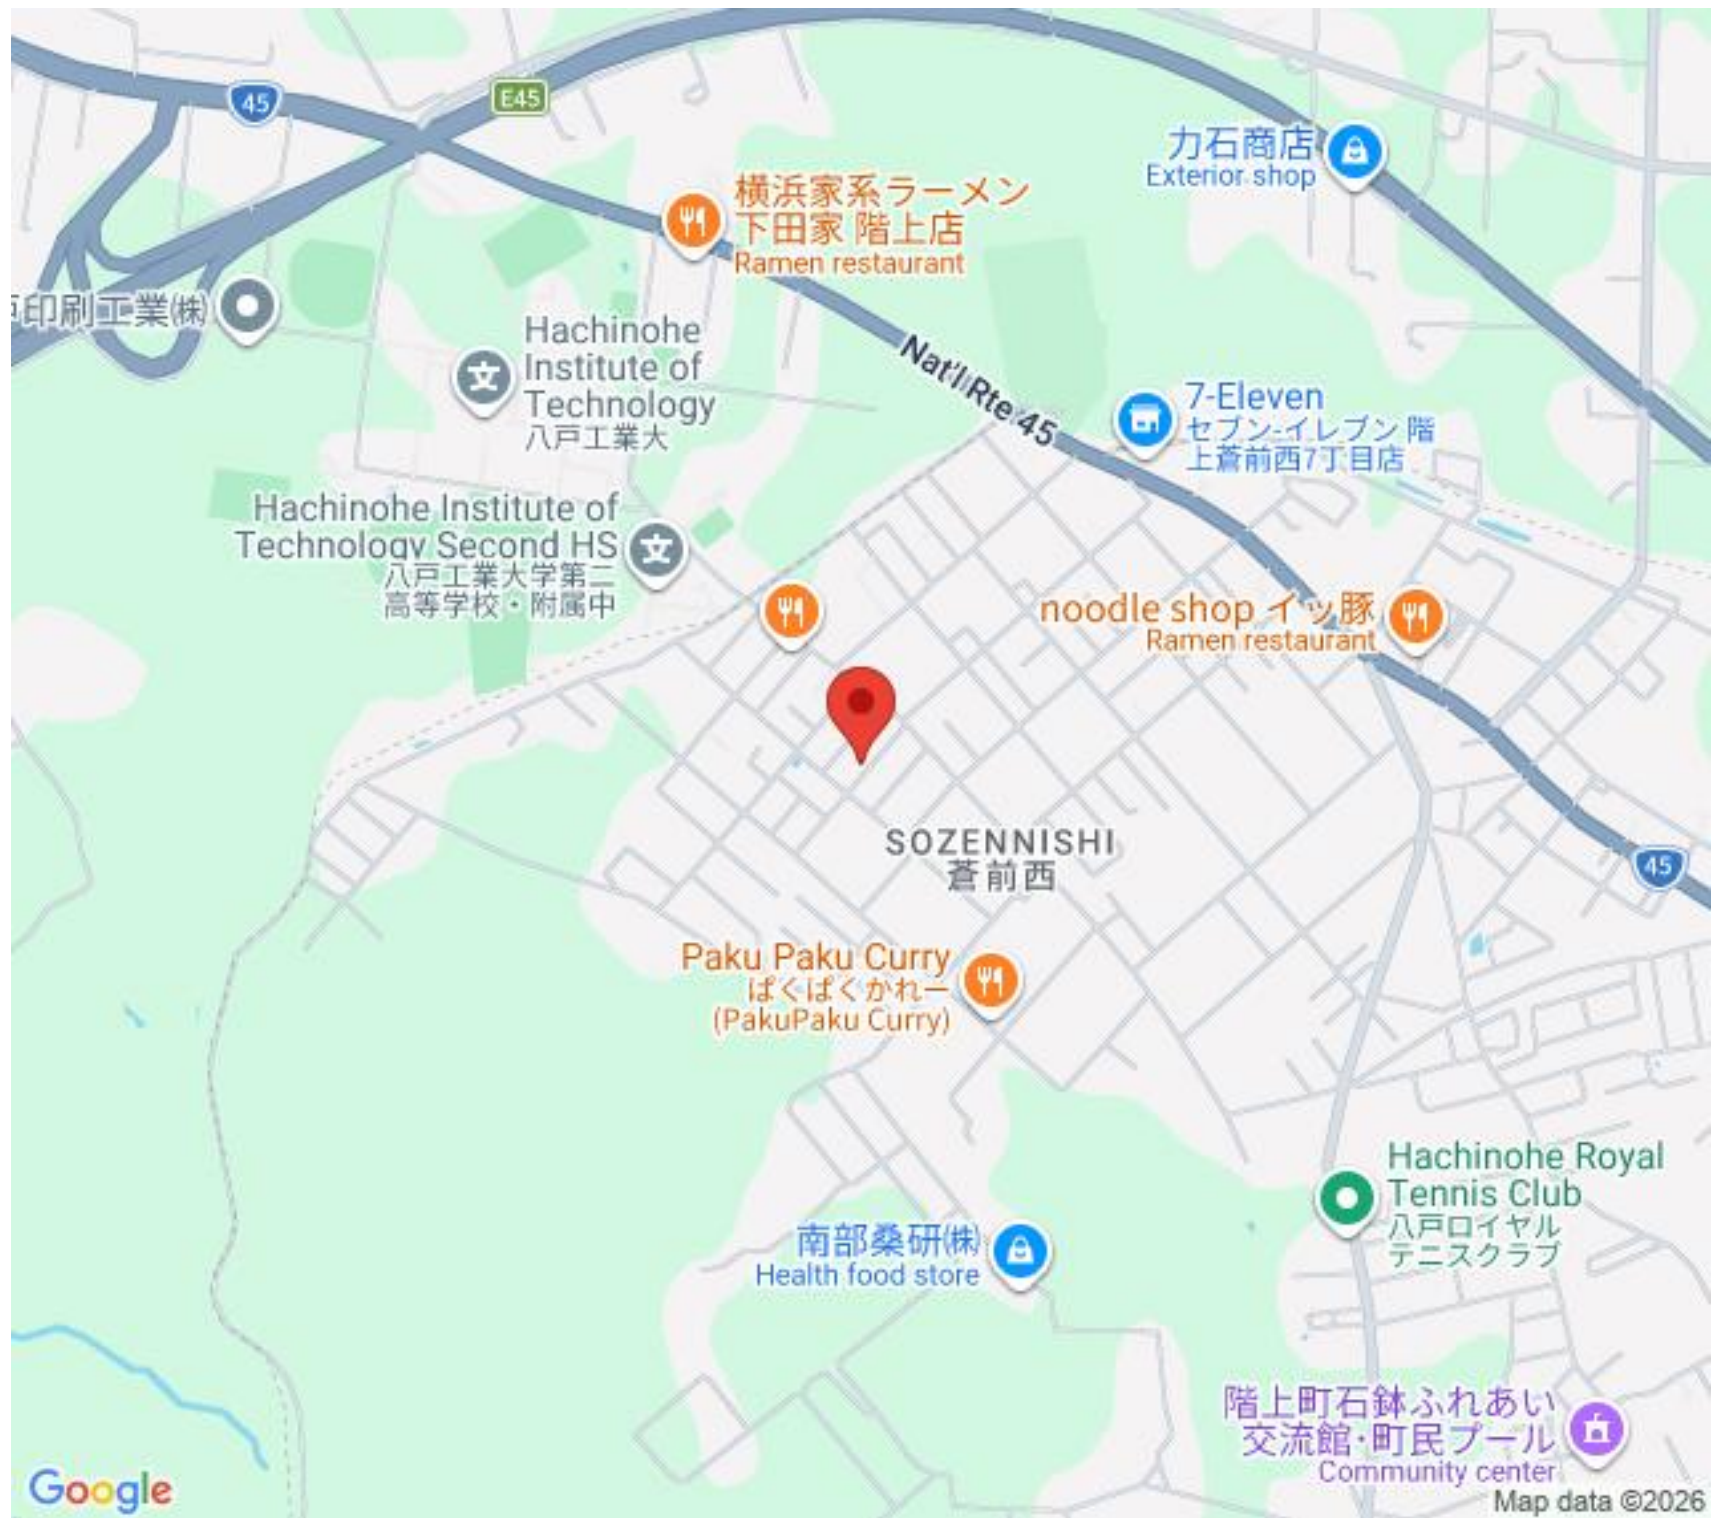 45
E45
力石商店
Exterior shop
横浜家系ラーメン
下田家 階上店
Ramen restaurant
印刷工業㈱
Hachinohe
Institute of
Technology
八戸工業大
Nat'l Rte 45
7-Eleven
セブン-イレブン 階
上蒼前西7丁目店
Hachinohe Institute of
Technology Second HS
八戸工業大学第二
高等学校・附属中
noodle shop イッ豚
Ramen restaurant
SOZENNISHI
蒼前西
45
Paku Paku Curry
ぱくぱくかれー
(PakuPaku Curry)
Hachinohe Royal
Tennis Club
八戸ロイヤル
テニスクラブ
南部桑研㈱
Health food store
階上町石鉢ふれあい
交流館・町民プール
Community center
Google
Map data ©2026